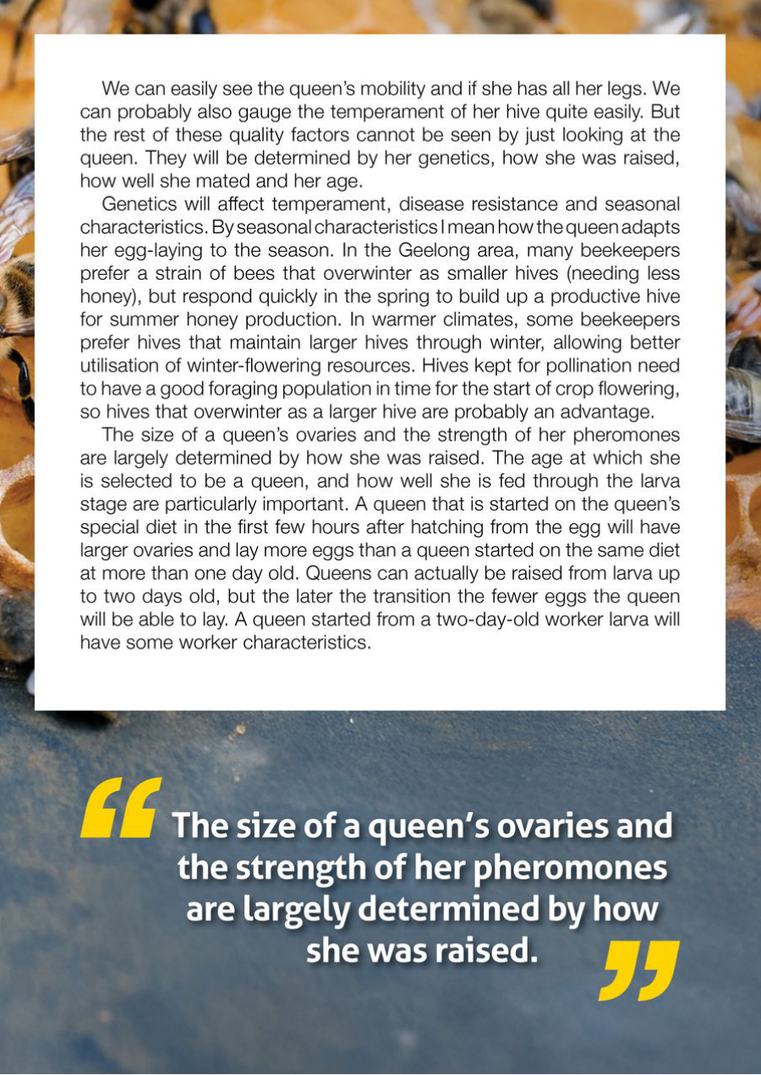 We can easily see the queen's mobility and if she has all her legs. We
can probably also gauge the temperament of her hive quite easily. But
the rest of these quality factors cannot be seen by just looking at the
queen. They will be determined by her genetics, how she was raised,
how well she mated and her age.
Genetics will affect temperament, disease resistance and seasonal
characteristics. By seasonal characteristics I mean how the queen adapts
her egg-laying to the season. In the Geelong area, many beekeepers
prefer a strain of bees that overwinter as smaller hives (needing less
honey), but respond quickly in the spring to build up a productive hive
for summer honey production. In warmer climates, some beekeepers
prefer hives that maintain larger hives through winter, allowing better
utilisation of winter-flowering resources. Hives kept for pollination need
to have a good foraging population in time for the start of crop flowering,
so hives that overwinter as a larger hive are probably an advantage.
The size of a queen's ovaries and the strength of her pheromones
are largely determined by how she was raised. The age at which she
is selected to be a queen, and how well she is fed through the larva
stage are particularly important. A queen that is started on the queen's
special diet in the first few hours after hatching from the egg will have
larger ovaries and lay more eggs than a queen started on the same diet
at more than one day old. Queens can actually be raised from larva up
to two days old, but the later the transition the fewer eggs the queen
will be able to lay. A queen started from a two-day-old worker larva will
have some worker characteristics.
“The size of a queen's ovaries and
the strength of her pheromones
are largely determined by how
she was raised.”